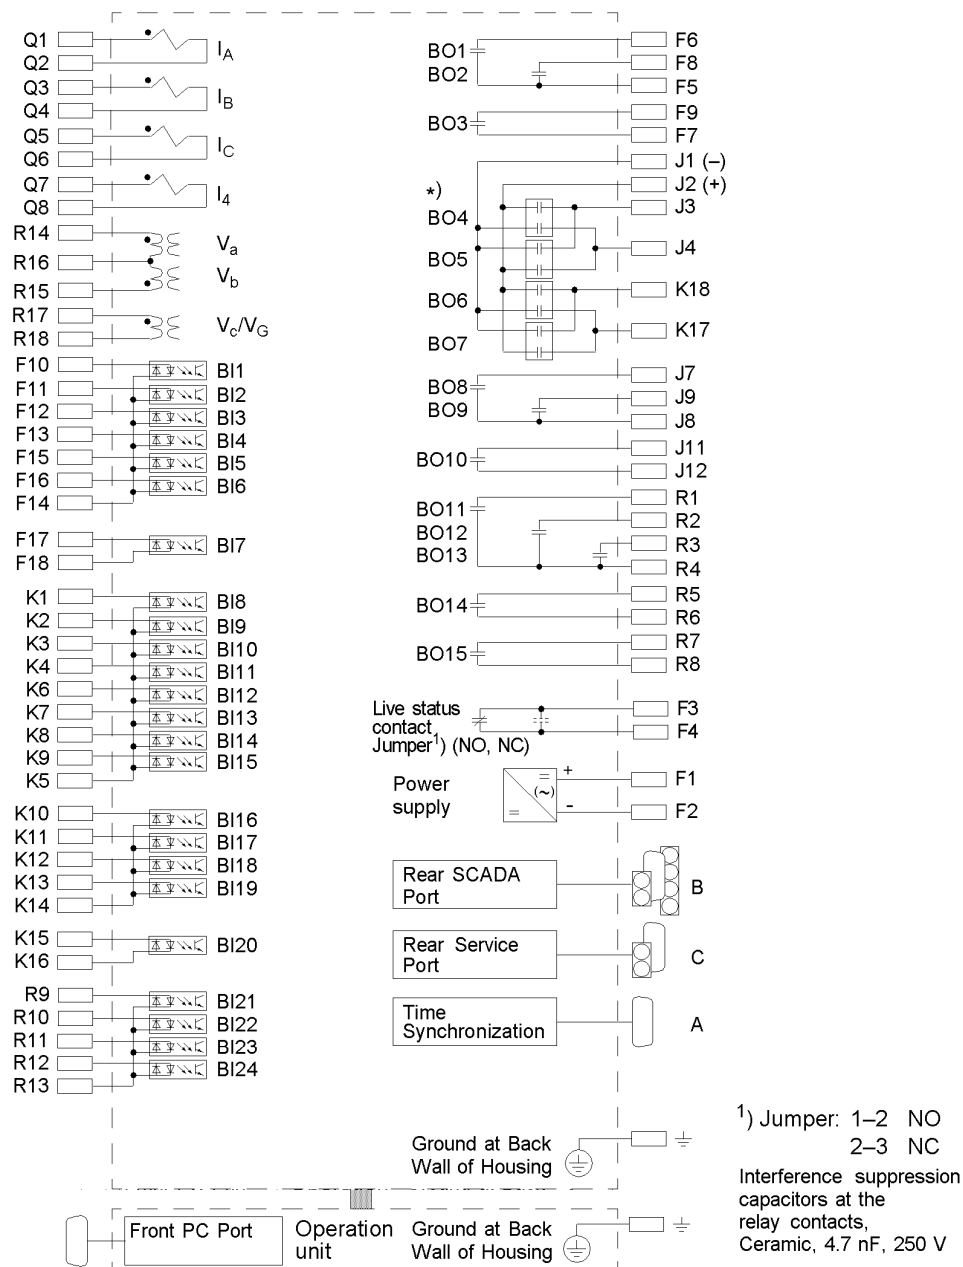 Q1
Q2
I_A
Q3
Q4
I_B
Q5
Q6
I_C
Q7
Q8
I_4
R14
R16
R15
V_a
V_b
R17
R18
V_c/V_G
F10 BI1
F11 BI2
F12 BI3
F13 BI4
F15 BI5
F16 BI6
F14
F17 BI7
F18
K1 BI8
K2 BI9
K3 BI10
K4 BI11
K6 BI12
K7 BI13
K8 BI14
K9 BI15
K5
K10 BI16
K11 BI17
K12 BI18
K13 BI19
K14
K15 BI20
K16
R9 BI21
R10 BI22
R11 BI23
R12 BI24
R13
BO1
BO2
F6
F8
F5
BO3
F9
F7
J1 (–)
J2 (+)
*)
BO4
BO5
BO6
BO7
J3
J4
K18
K17
BO8
BO9
J7
J9
J8
BO10
J11
J12
BO11
BO12
BO13
R1
R2
R3
R4
BO14
R5
R6
BO15
R7
R8
Live status
contact
Jumper¹) (NO, NC)
F3
F4
Power
supply
=
(~)
=
+
-
F1
F2
Rear SCADA
Port
B
Rear Service
Port
C
Time
Synchronization
A
Ground at Back
Wall of Housing
Front PC Port
Operation
unit
Ground at Back
Wall of Housing
¹) Jumper: 1–2 NO
2–3 NC
Interference suppression
capacitors at the
relay contacts,
Ceramic, 4.7 nF, 250 V